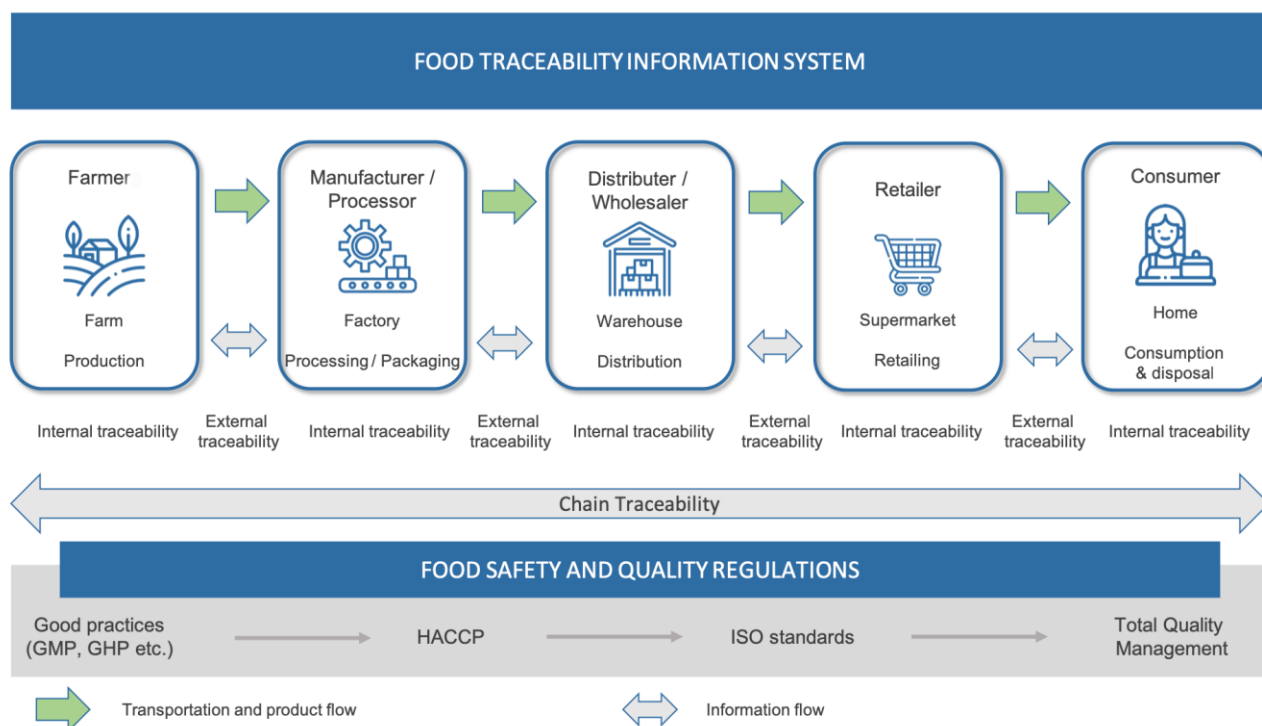 FOOD TRACEABILITY INFORMATION SYSTEM
Farmer
Manufacturer /
Processor
Distributer /
Wholesaler
Retailer
Consumer
Farm
Factory
Warehouse
Supermarket
Home
Production
Processing / Packaging
Distribution
Retailing
Consumption
& disposal
Internal traceability
External
traceability
Internal traceability
External
traceability
Internal traceability
External
traceability
Internal traceability
External
traceability
Internal traceability
Chain Traceability
FOOD SAFETY AND QUALITY REGULATIONS
Good practices
(GMP, GHP etc.)
HACCP
ISO standards
Total Quality
Management
Transportation and product flow
Information flow